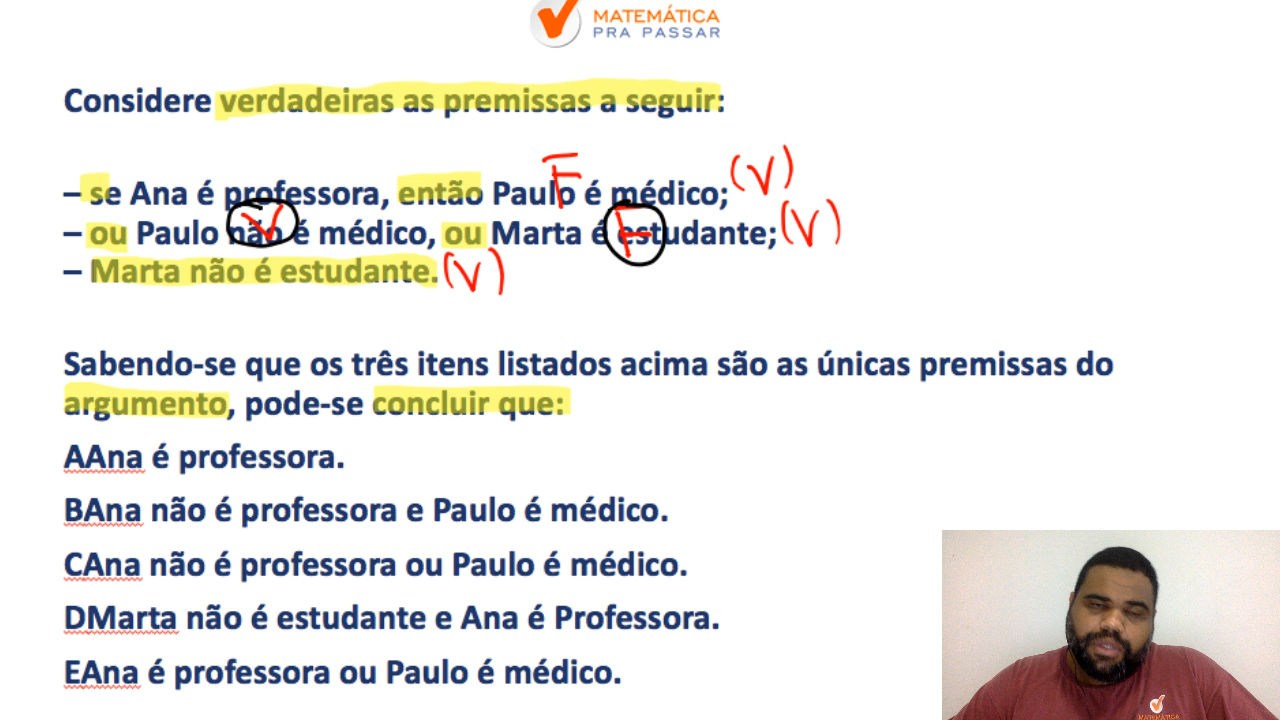 MATEMÁTICA
PRA PASSAR
Considere verdadeiras as premissas a seguir:
F
– se Ana é professora, então Paulo é médico; (V)
V F
– ou Paulo não é médico, ou Marta é estudante; (V)
– Marta não é estudante. (V)
Sabendo-se que os três itens listados acima são as únicas premissas do
argumento, pode-se concluir que:
AAna é professora.
BAna não é professora e Paulo é médico.
CAna não é professora ou Paulo é médico.
DMarta não é estudante e Ana é Professora.
EAna é professora ou Paulo é médico.
MATEMÁTICA